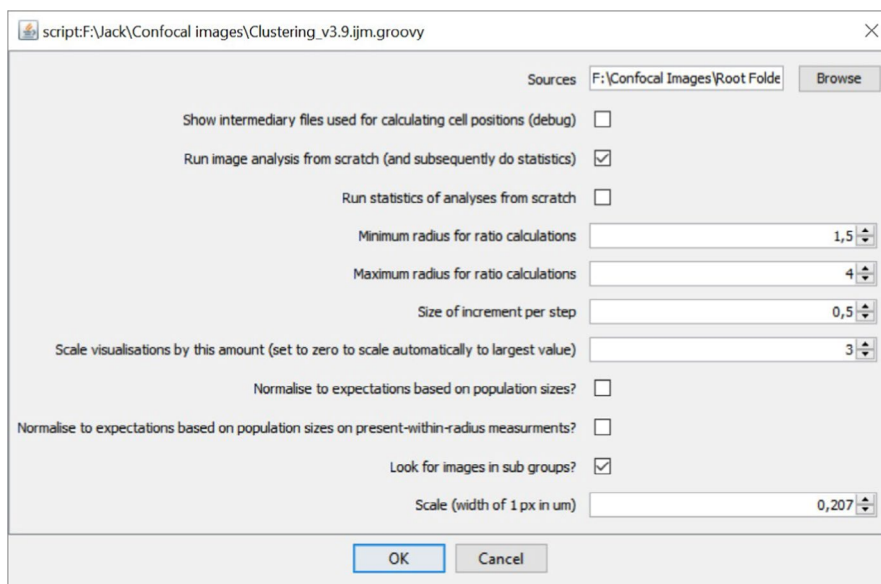 script:F:\Jack\Confocal images\Clustering_v3.9.ijm.groovy
Sources F:\Confocal Images\Root Folde Browse
Show intermediary files used for calculating cell positions (debug)
Run image analysis from scratch (and subsequently do statistics)
Run statistics of analyses from scratch
Minimum radius for ratio calculations 1,5
Maximum radius for ratio calculations 4
Size of increment per step 0,5
Scale visualisations by this amount (set to zero to scale automatically to largest value) 3
Normalise to expectations based on population sizes?
Normalise to expectations based on population sizes on present-within-radius measurments?
Look for images in sub groups?
Scale (width of 1 px in um) 0,207
OK Cancel